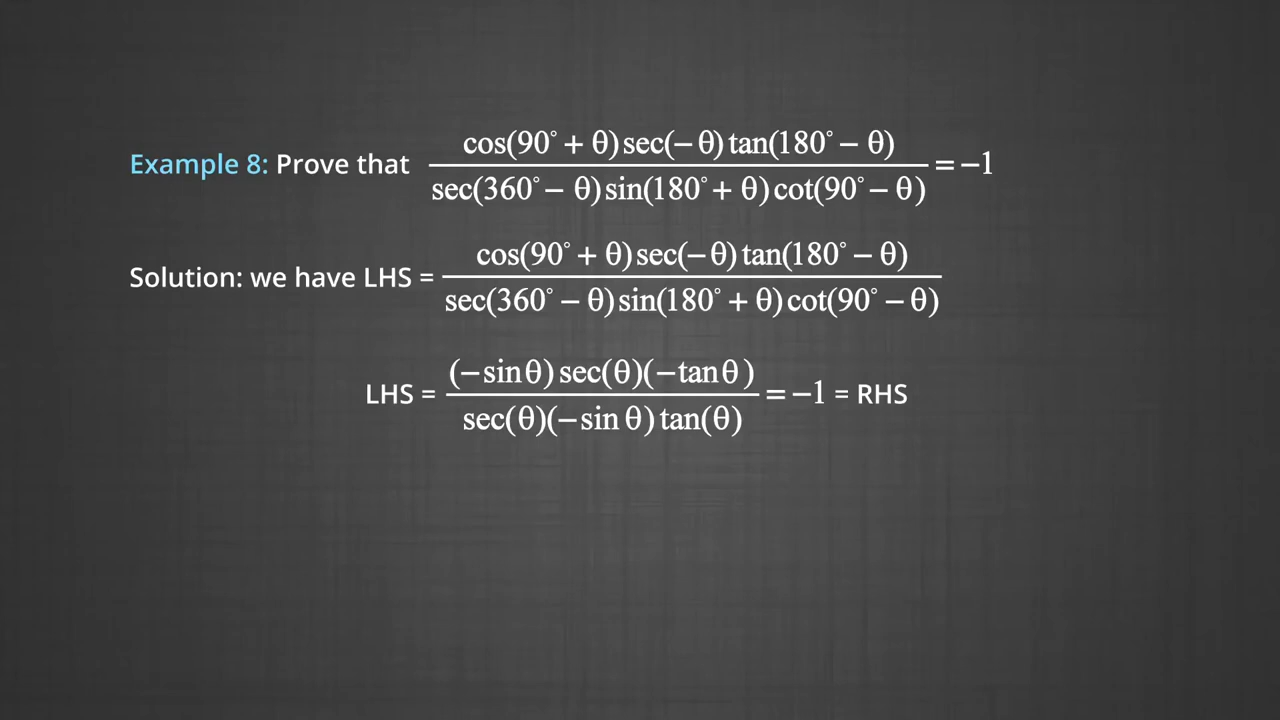 Example 8: Prove that cos(90° + θ) sec(−θ) tan(180° − θ) / sec(360° − θ) sin(180° + θ) cot(90° − θ) = −1
Solution: we have LHS = cos(90° + θ) sec(−θ) tan(180° − θ) / sec(360° − θ) sin(180° + θ) cot(90° − θ)
LHS = (−sin θ) sec(θ)(−tan θ) / sec(θ)(−sin θ) tan(θ) = −1 = RHS